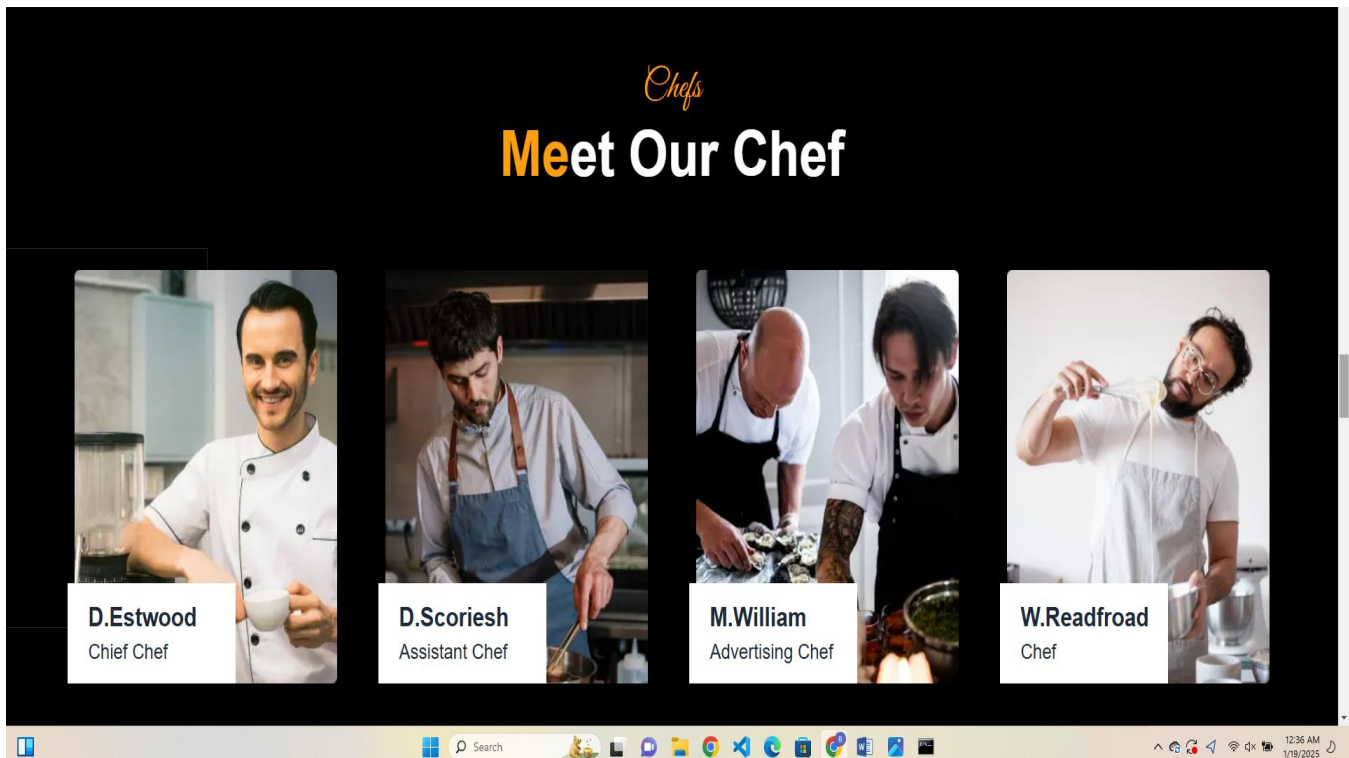 Chefs
Meet Our Chef
D.Estwood
Chief Chef
D.Scoriesh
Assistant Chef
M.William
Advertising Chef
W.Readfroad
Chef
Search
12:36 AM
1/19/2025